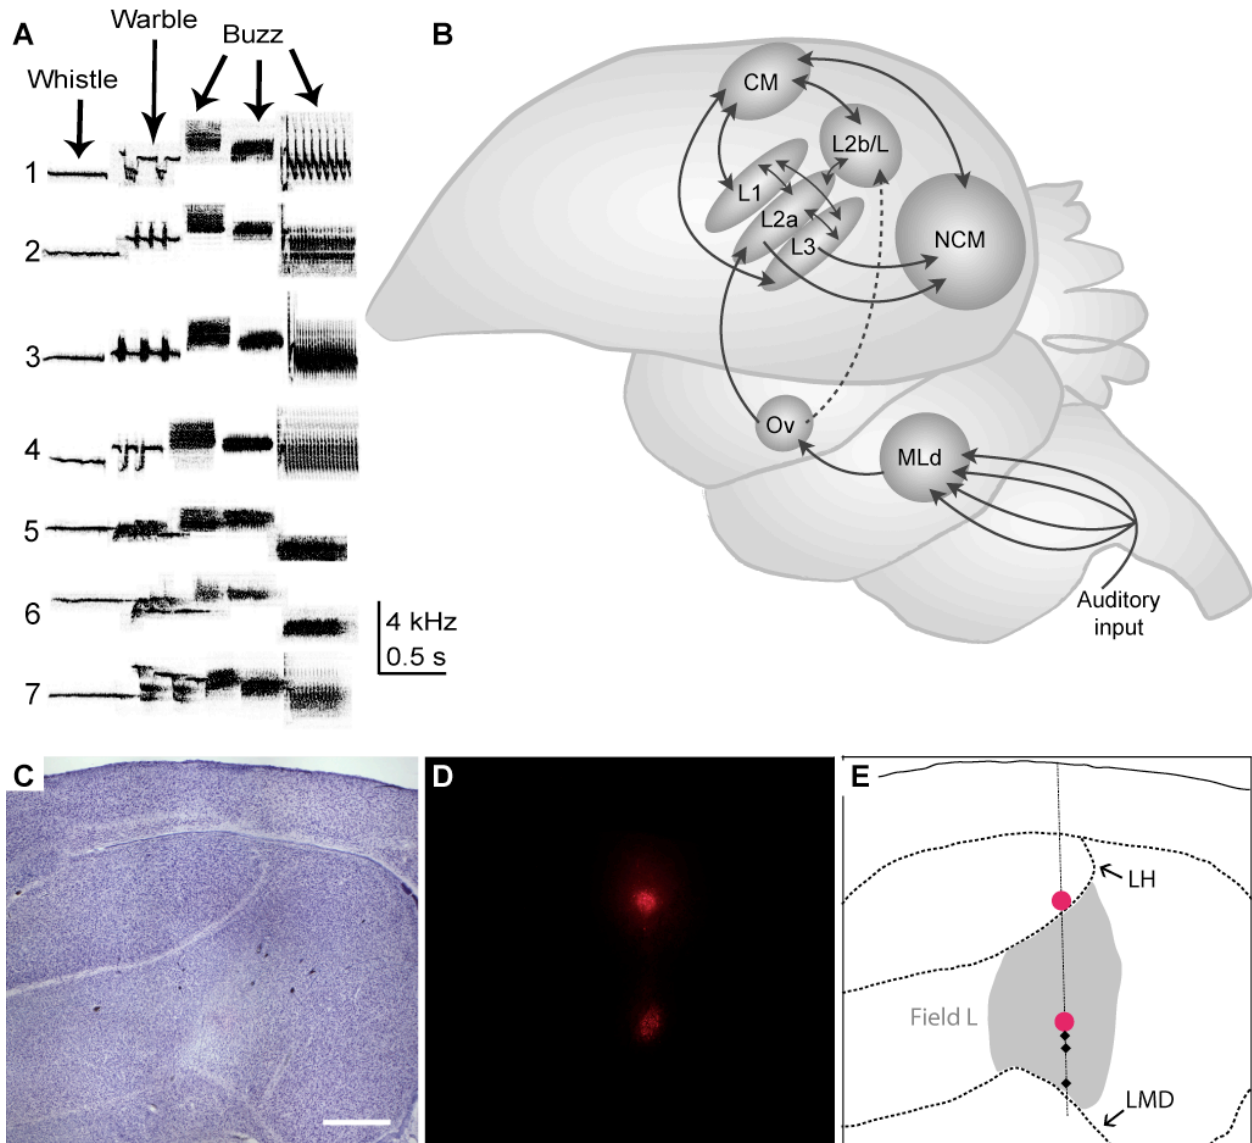 A
Whistle
Warble
Buzz
1
2
3
4
5
6
7
4 kHz
0.5 s
B
CM
L2b/L
L1
L2a
L3
NCM
Ov
MLd
Auditory
input
C
D
E
LH
Field L
LMD